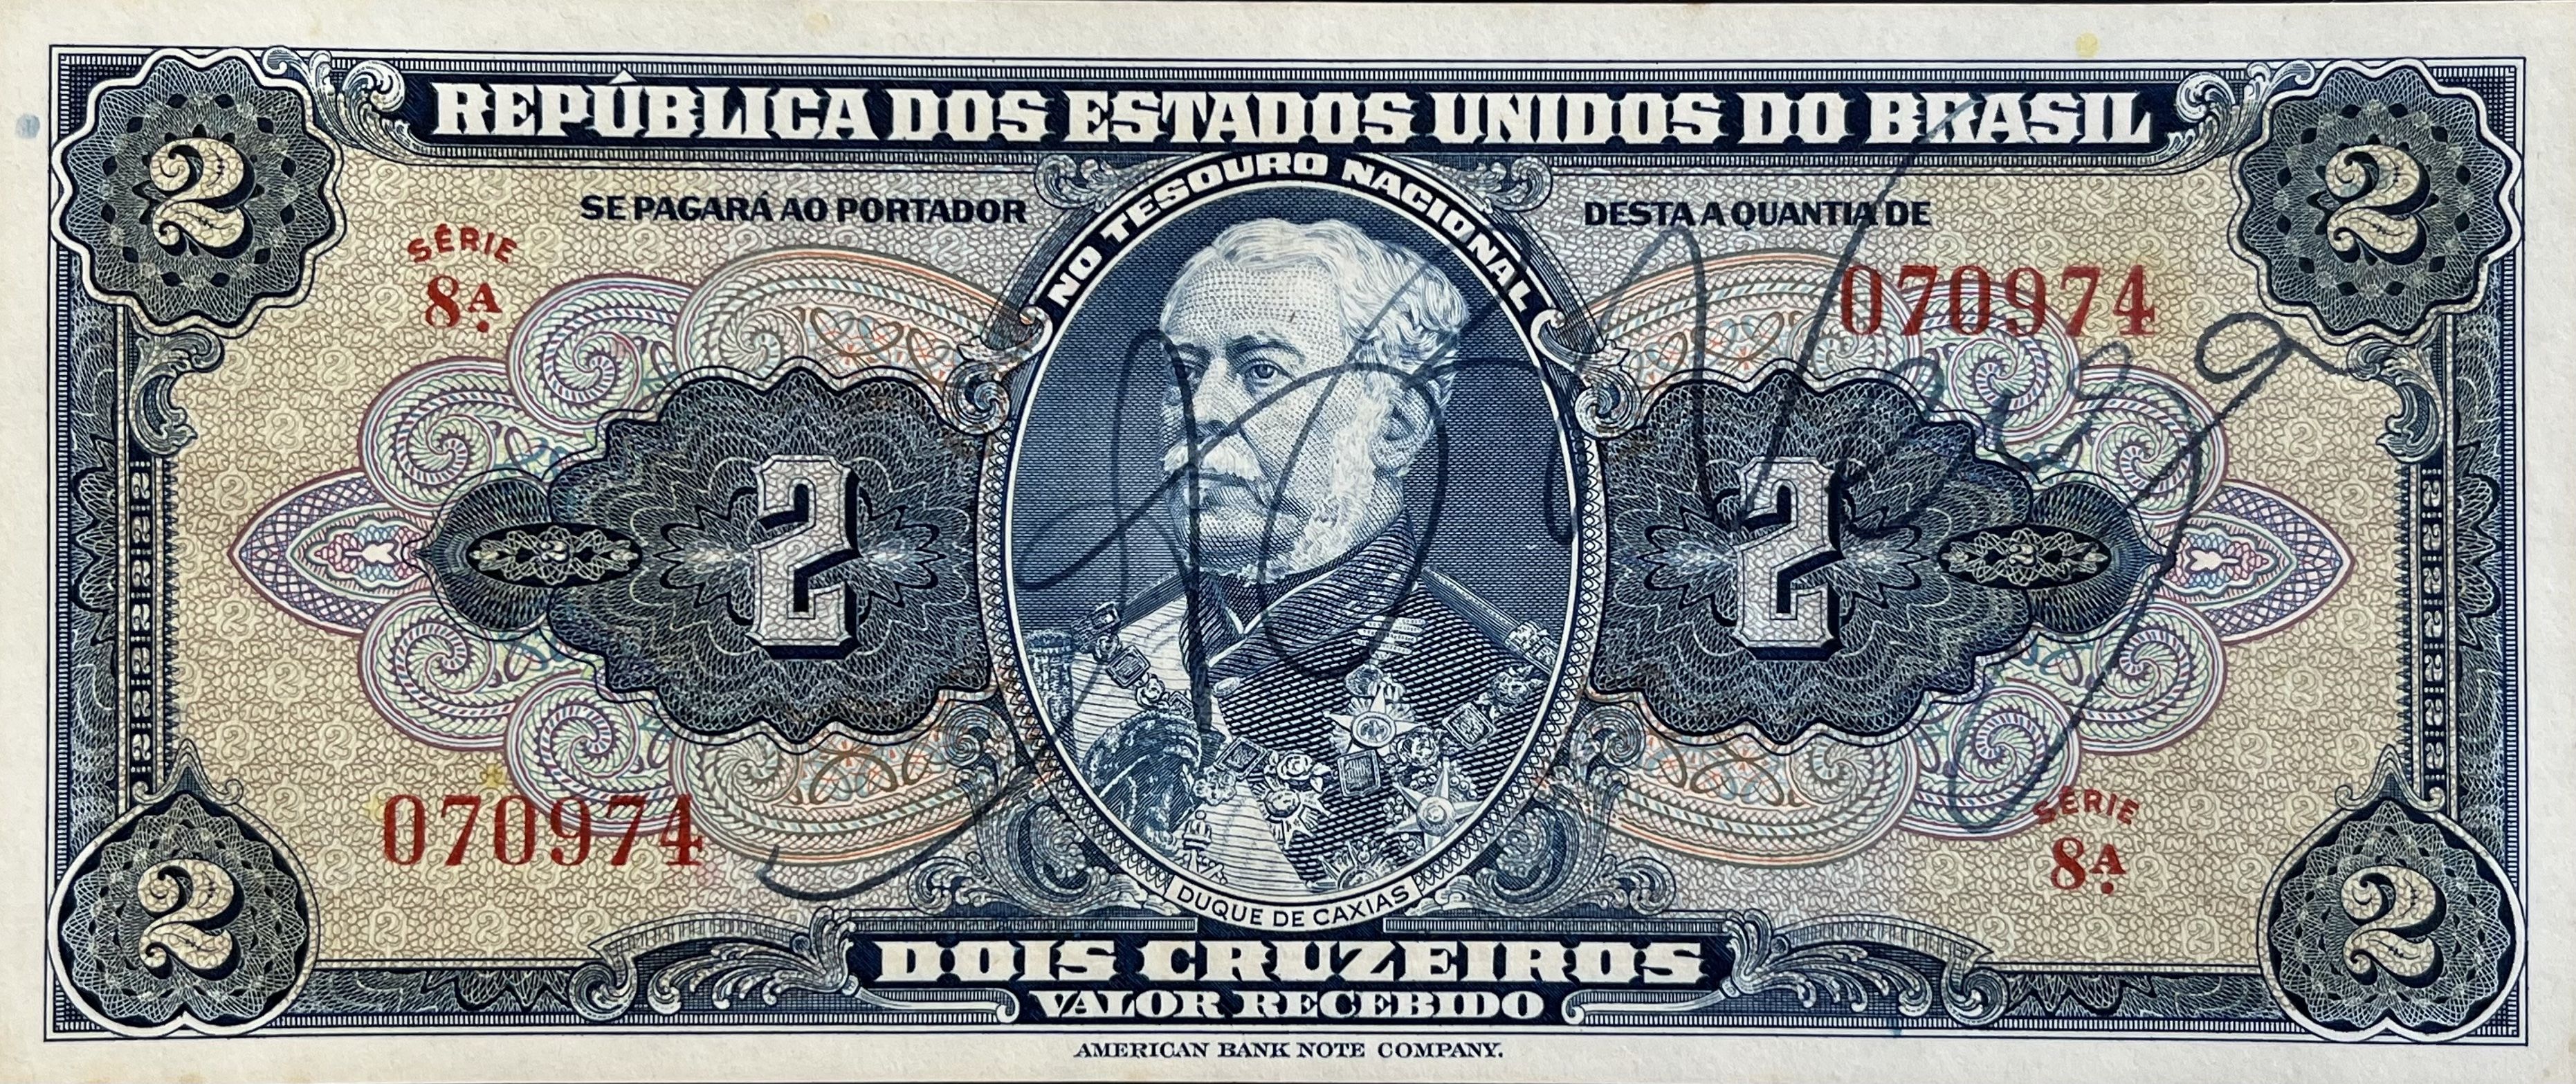 REPÚBLICA DOS ESTADOS UNIDOS DO BRASIL
NO TESOURO NACIONAL
SE PAGARÁ AO PORTADOR
DESTA A QUANTIA DE
2
2
SÉRIE
8ª
070974
2
2
070974
SÉRIE
8ª
DUQUE DE CAXIAS
2
2
DOIS CRUZEIROS
VALOR RECEBIDO
AMERICAN BANK NOTE COMPANY.